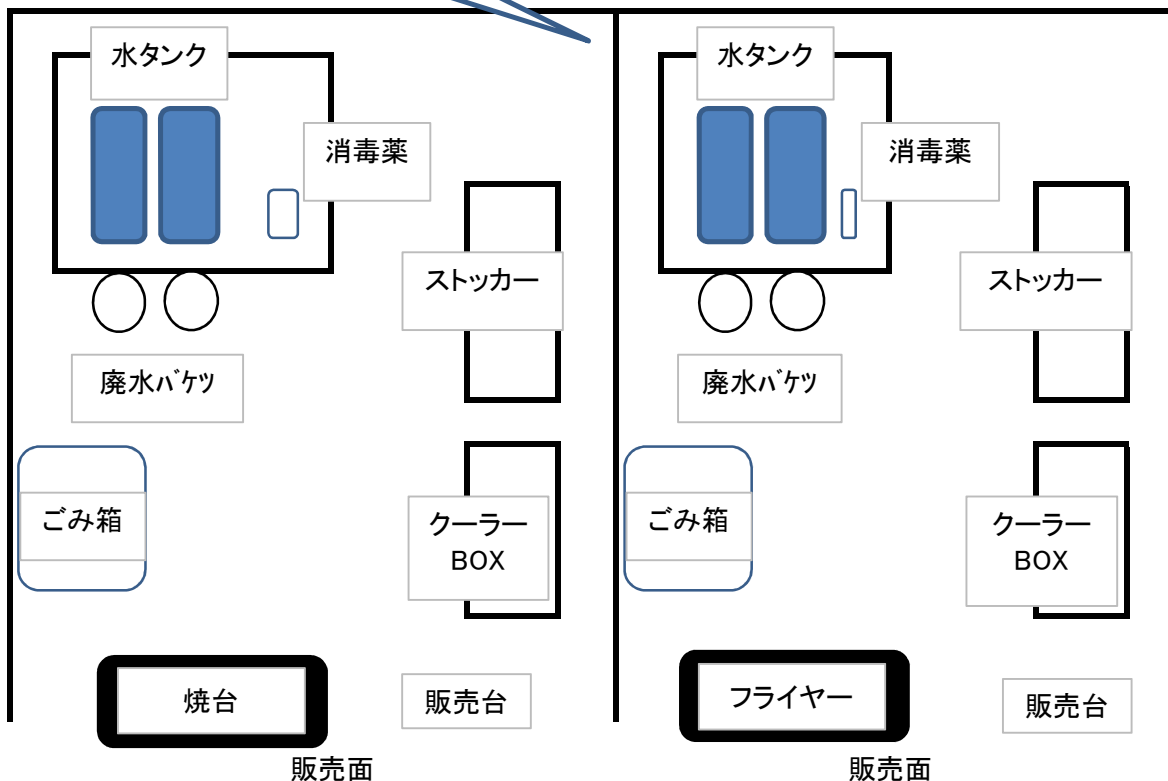 水タンク
消毒薬
ストッカー
廃水ﾊﾞｹﾂ
ごみ箱
クーラー
BOX
焼台
販売台
販売面
水タンク
消毒薬
ストッカー
廃水ﾊﾞｹﾂ
ごみ箱
クーラー
BOX
フライヤー
販売台
販売面